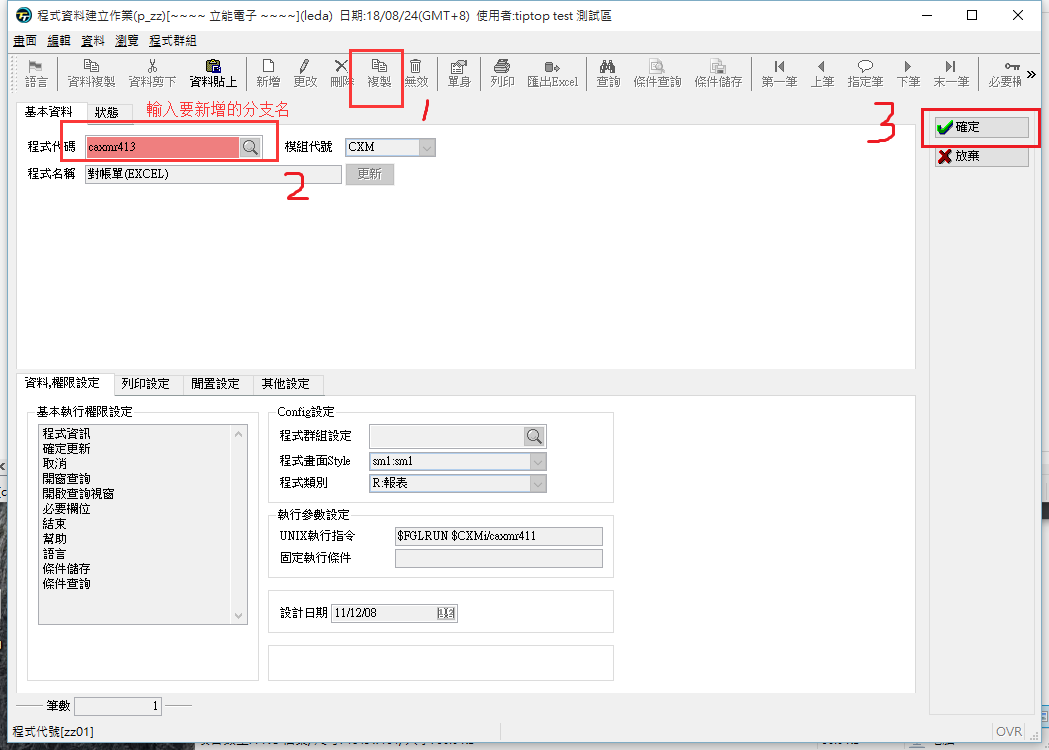 程式資料建立作業(p_zz)[~~~~ 立能電子 ~~~~](leda) 日期:18/08/24(GMT+8) 使用者:tiptop test 測試區
畫面 編輯 資料 瀏覽 程式群組
語言 資料複製 資料剪下 資料貼上 新增 更改 刪除 複製 無效 單身 列印 匯出Excel 查詢 條件查詢 條件儲存 第一筆 上筆 指定筆 下筆 末一筆 必要欄 »
1
基本資料 狀態 輸入要新增的分支名
3
確定
程式代碼 caxmr413 模組代號 CXM
放棄
程式名稱 對帳單(EXCEL) 更新
2
資料,權限設定 列印設定 閒置設定 其他設定
基本執行權限設定
程式資訊
確定更新
取消
開窗查詢
開啟查詢視窗
必要欄位
結束
幫助
語言
條件儲存
條件查詢
Config設定
程式群組設定
程式畫面Style sm1:sm1
程式類別 R:報表
執行參數設定
UNIX執行指令 $FGLRUN $CXMi/caxmr411
固定執行條件
設計日期 11/12/08
筆數 1
程式代號[zz01] OVR